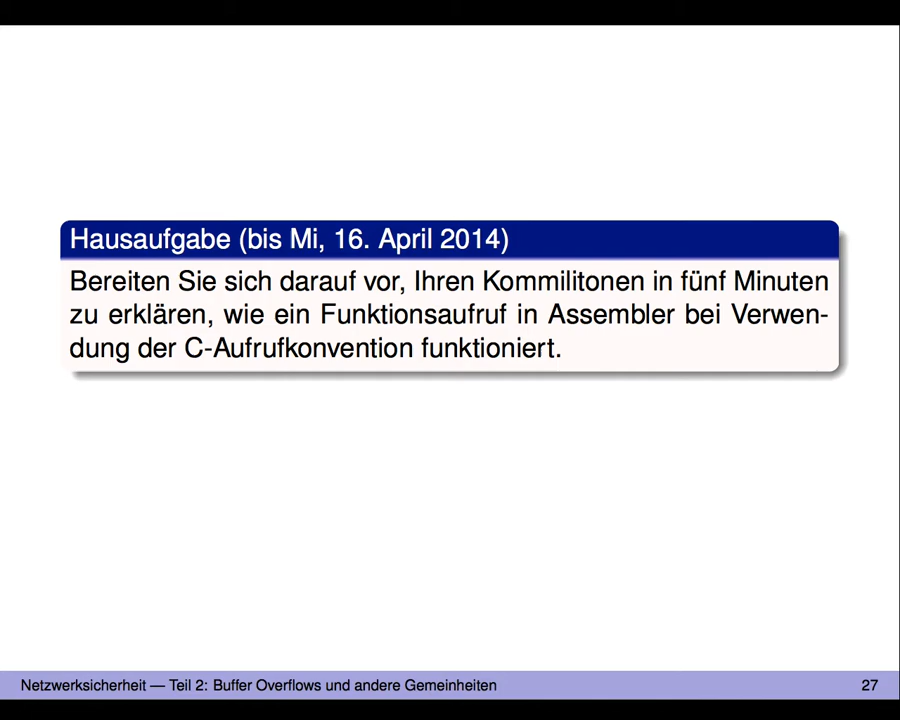 Hausaufgabe (bis Mi, 16. April 2014)
Bereiten Sie sich darauf vor, Ihren Kommilitonen in fünf Minuten
zu erklären, wie ein Funktionsaufruf in Assembler bei Verwen-
dung der C-Aufrufkonvention funktioniert.
Netzwerksicherheit — Teil 2: Buffer Overflows und andere Gemeinheiten 27